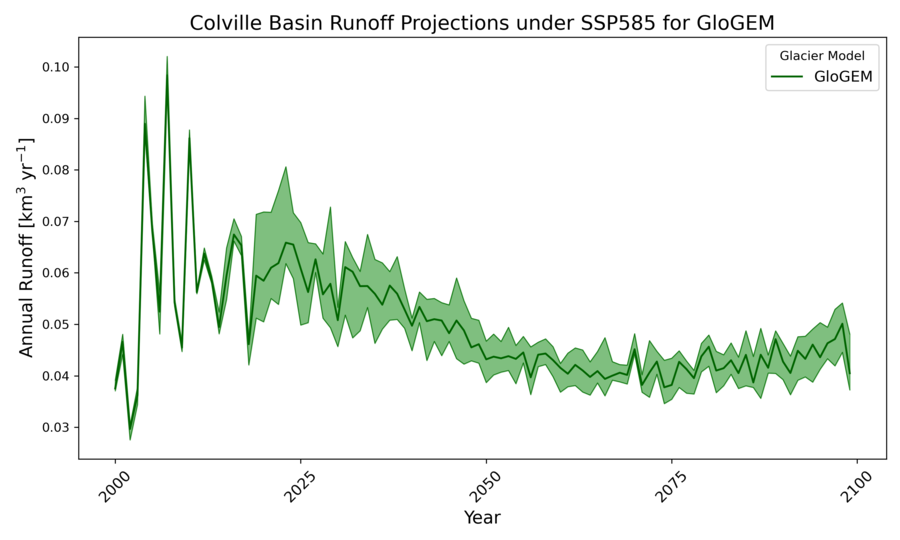 Colville Basin Runoff Projections under SSP585 for GloGEM
Glacier Model
GloGEM
Annual Runoff [km³ yr⁻¹]
0.10
0.09
0.08
0.07
0.06
0.05
0.04
0.03
2000
2025
2050
2075
2100
Year